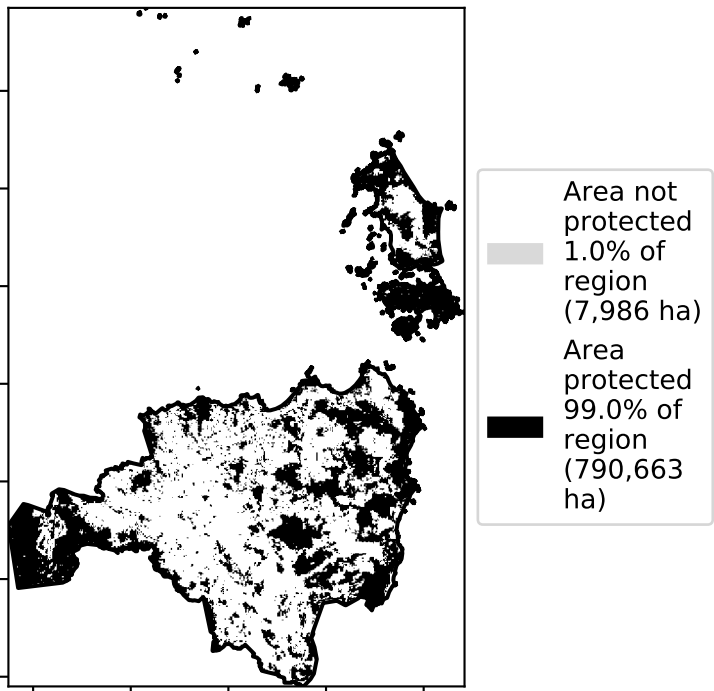 Area not
protected
1.0% of
region
(7,986 ha)
Area
protected
99.0% of
region
(790,663
ha)